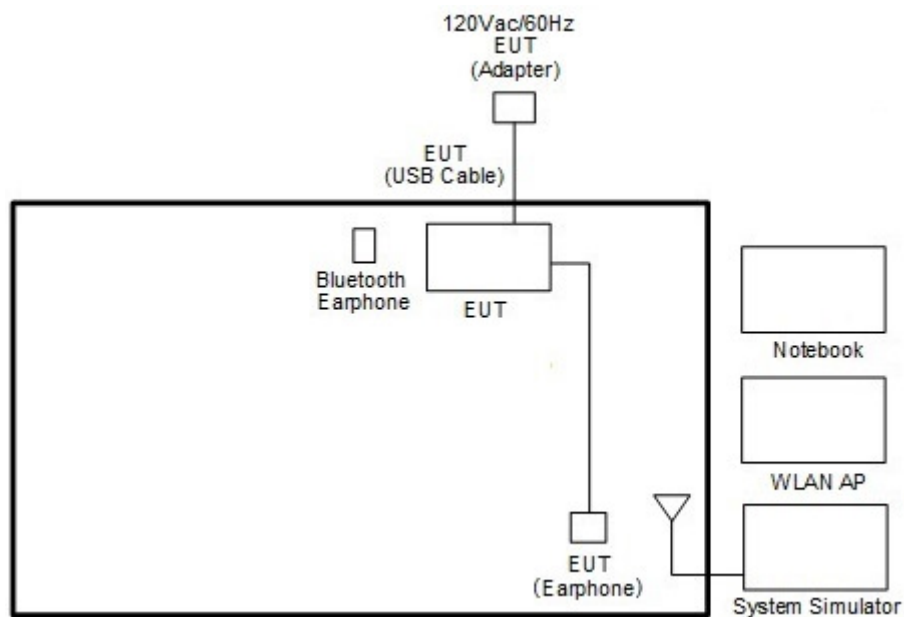 120Vac/60Hz
EUT
(Adapter)
EUT
(USB Cable)
Bluetooth
Earphone
EUT
Notebook
WLAN AP
EUT
(Earphone)
System Simulator